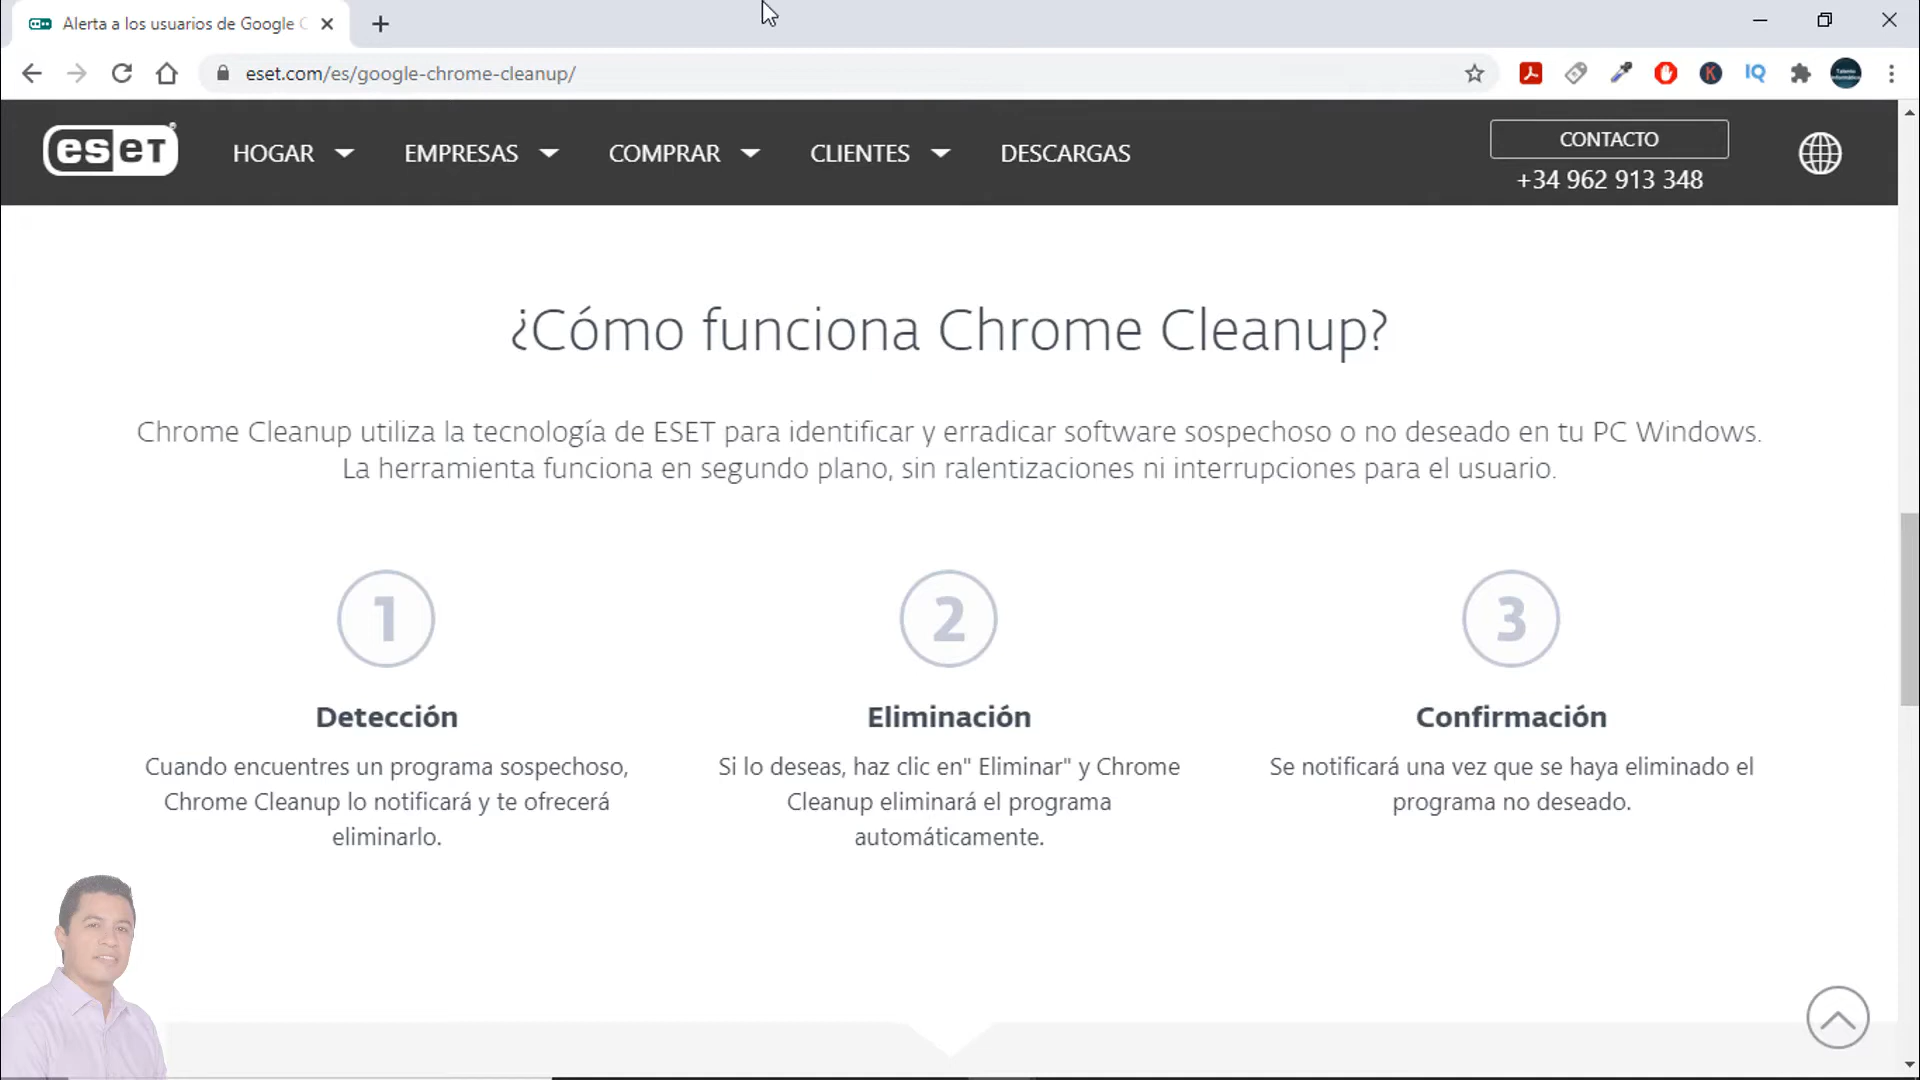 Alerta a los usuarios de Google C
eset.com/es/google-chrome-cleanup/
IQ
eset®
HOGAR
EMPRESAS
COMPRAR
CLIENTES
DESCARGAS
CONTACTO
+34 962 913 348
¿Cómo funciona Chrome Cleanup?
Chrome Cleanup utiliza la tecnología de ESET para identificar y erradicar software sospechoso o no deseado en tu PC Windows.
La herramienta funciona en segundo plano, sin ralentizaciones ni interrupciones para el usuario.
1
Detección
Cuando encuentres un programa sospechoso,
Chrome Cleanup lo notificará y te ofrecerá
eliminarlo.
2
Eliminación
Si lo deseas, haz clic en" Eliminar" y Chrome
Cleanup eliminará el programa
automáticamente.
3
Confirmación
Se notificará una vez que se haya eliminado el
programa no deseado.